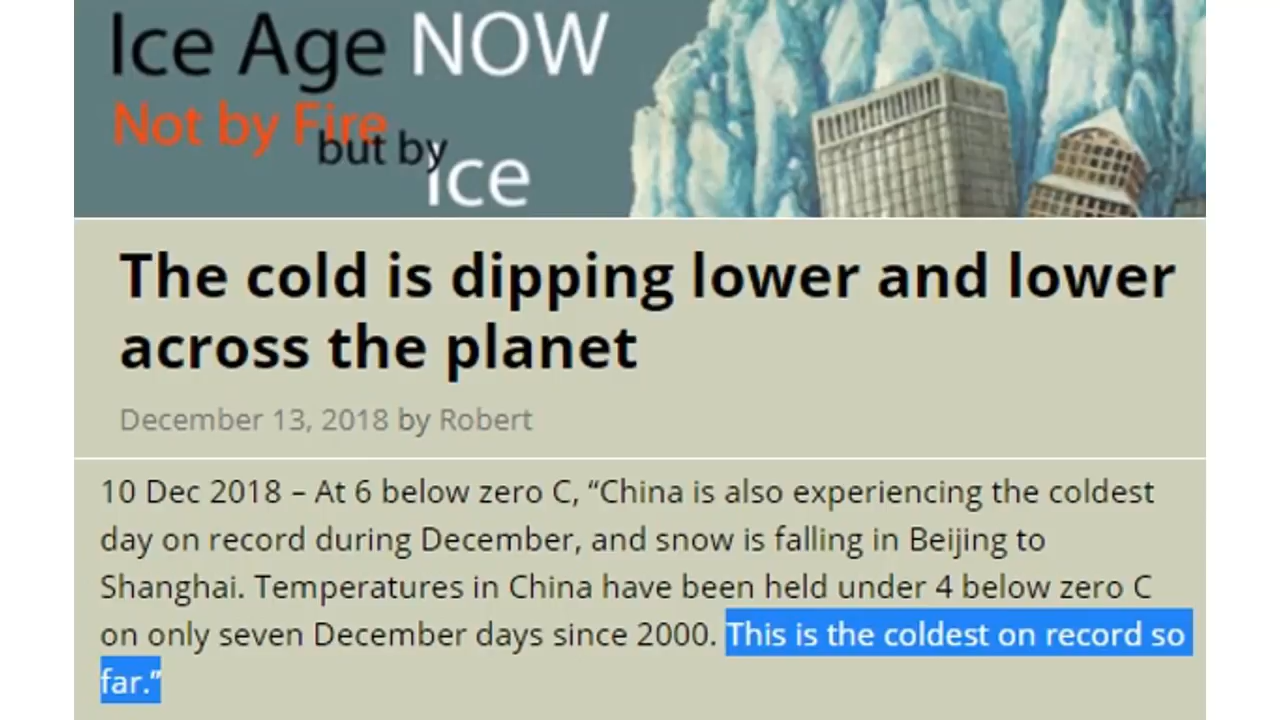 Ice Age NOW
Not by Fire
but by
ice
The cold is dipping lower and lower
across the planet
December 13, 2018 by Robert
10 Dec 2018 – At 6 below zero C, “China is also experiencing the coldest
day on record during December, and snow is falling in Beijing to
Shanghai. Temperatures in China have been held under 4 below zero C
on only seven December days since 2000. This is the coldest on record so
far.”